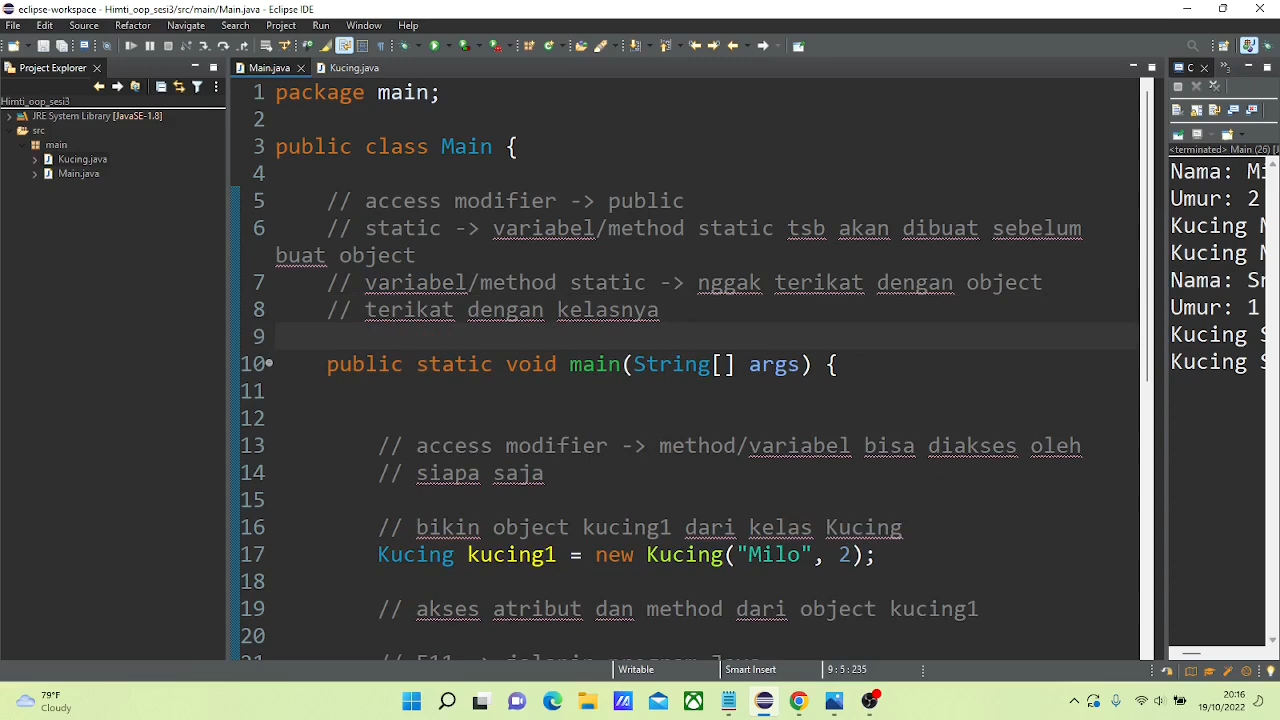 eclipse-workspace - Himti_oop_sesi3/src/main/Main.java - Eclipse IDE
File Edit Source Refactor Navigate Search Project Run Window Help
Project Explorer
Main.java Kucing.java
C
Himti_oop_sesi3
JRE System Library [JavaSE-1.8]
src
main
Kucing.java
Main.java
1 package main;
2
3 public class Main {
4
5 // access modifier -> public
6 // static -> variabel/method static tsb akan dibuat sebelum
buat object
7 // variabel/method static -> nggak terikat dengan object
8 // terikat dengan kelasnya
9
10 public static void main(String[] args) {
11
12
13 // access modifier -> method/variabel bisa diakses oleh
14 // siapa saja
15
16 // bikin object kucing1 dari kelas Kucing
17 Kucing kucing1 = new Kucing("Milo", 2);
18
19 // akses atribut dan method dari object kucing1
20
<terminated> Main (26) [J
Nama: Mi
Umur: 2
Kucing M
Kucing M
Nama: Sn
Umur: 1
Kucing S
Kucing S
Writable Smart Insert 9:5:235
79°F
Cloudy
20:16
19/10/2022